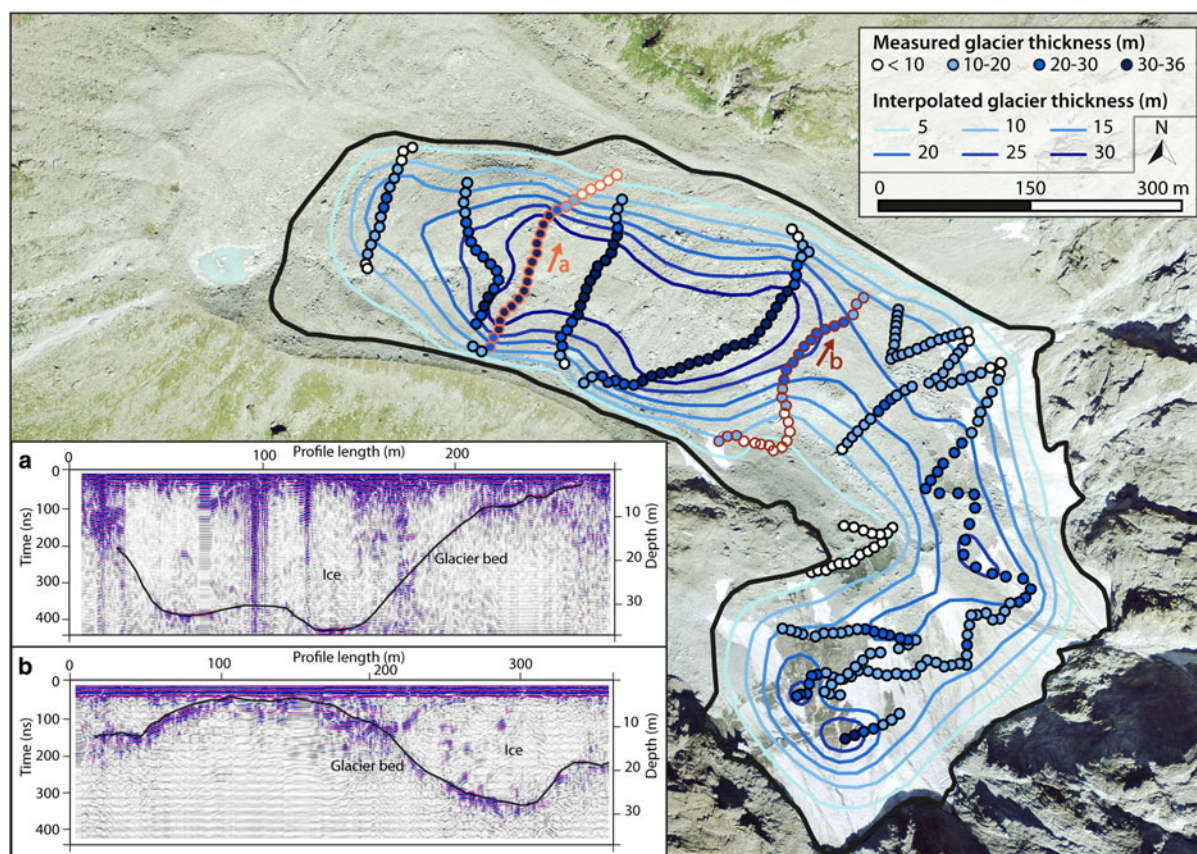 Measured glacier thickness (m)
< 10 10-20 20-30 30-36
Interpolated glacier thickness (m)
5 10 15
20 25 30
N
0 150 300 m
a
b
a
Profile length (m)
0 100 200
Time (ns)
0
100
200
300
400
Depth (m)
10
20
30
Ice
Glacier bed
b
Profile length (m)
0 100 200 300
Time (ns)
0
100
200
300
400
Depth (m)
10
20
30
Ice
Glacier bed